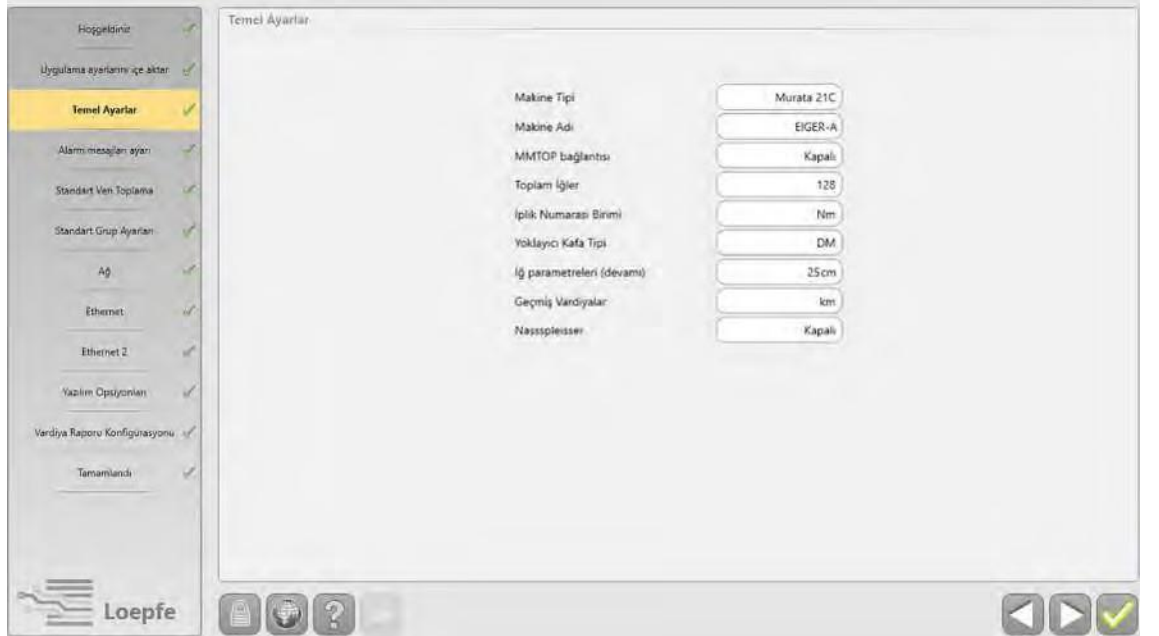 Hoşgeldiniz
Uygulama ayarlarını içe aktar
Temel Ayarlar
Alarm mesajları ayarı
Standart Veri Toplama
Standart Grup Ayarları
Ağ
Ethernet
Ethernet 2
Yazılım Opsiyonları
Vardiya Raporu Konfigürasyonu
Tamamlandı
Loepfe
Temel Ayarlar
Makine Tipi Murata 21C
Makine Adı EIGER-A
MMTOP bağlantısı Kapalı
Toplam İğler 128
İplik Numarası Birimi Nm
Yoklayıcı Kafa Tipi DM
İğ parametreleri (devamı) 25cm
Geçmiş Vardiyalar km
Nassspleisser Kapalı